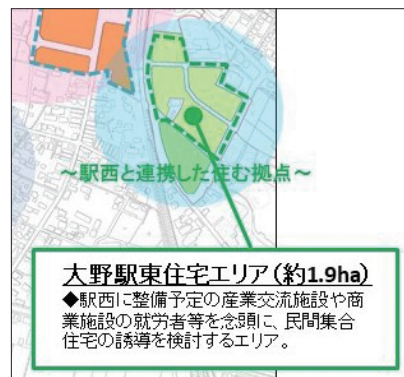 ～駅西と連携した住む拠点～
大野駅東住宅エリア（約1.9ha）
◆駅西に整備予定の産業交流施設や商
業施設の就労者等を念頭に、民間集合
住宅の誘導を検討するエリア。